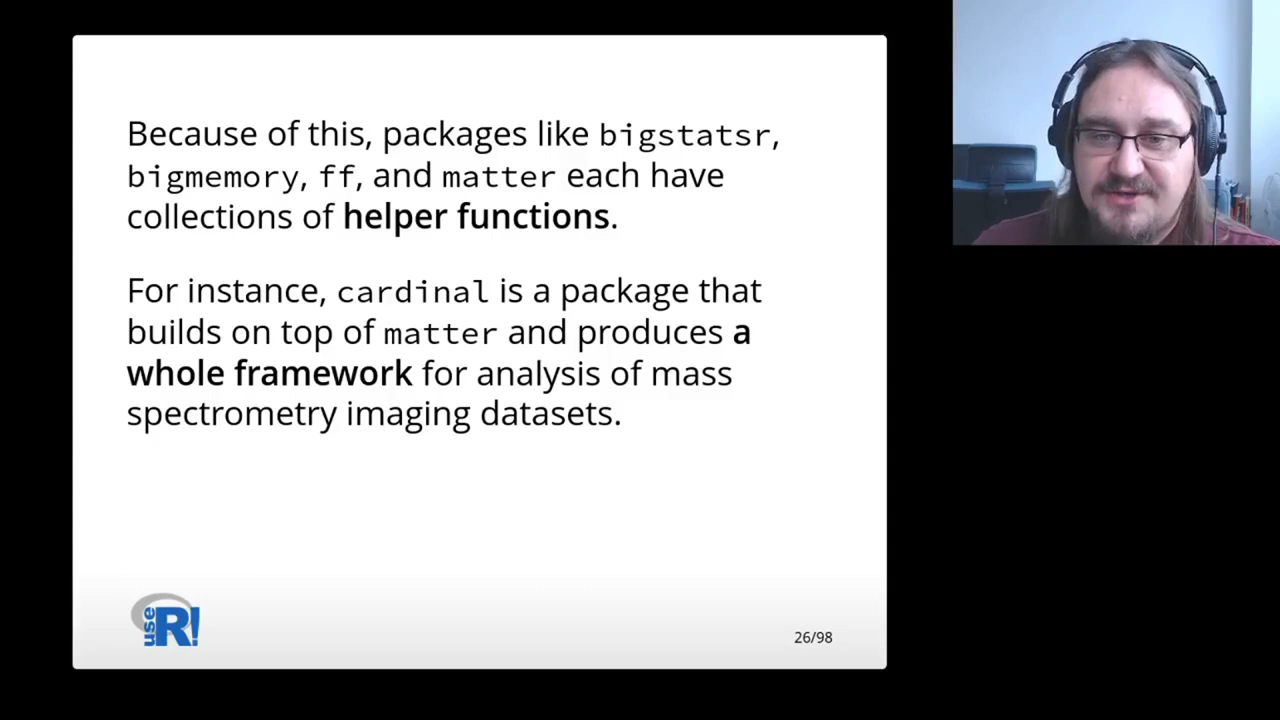 Because of this, packages like bigstatsr,
bigmemory, ff, and matter each have
collections of helper functions.
For instance, cardinal is a package that
builds on top of matter and produces a
whole framework for analysis of mass
spectrometry imaging datasets.
use R!
26/98